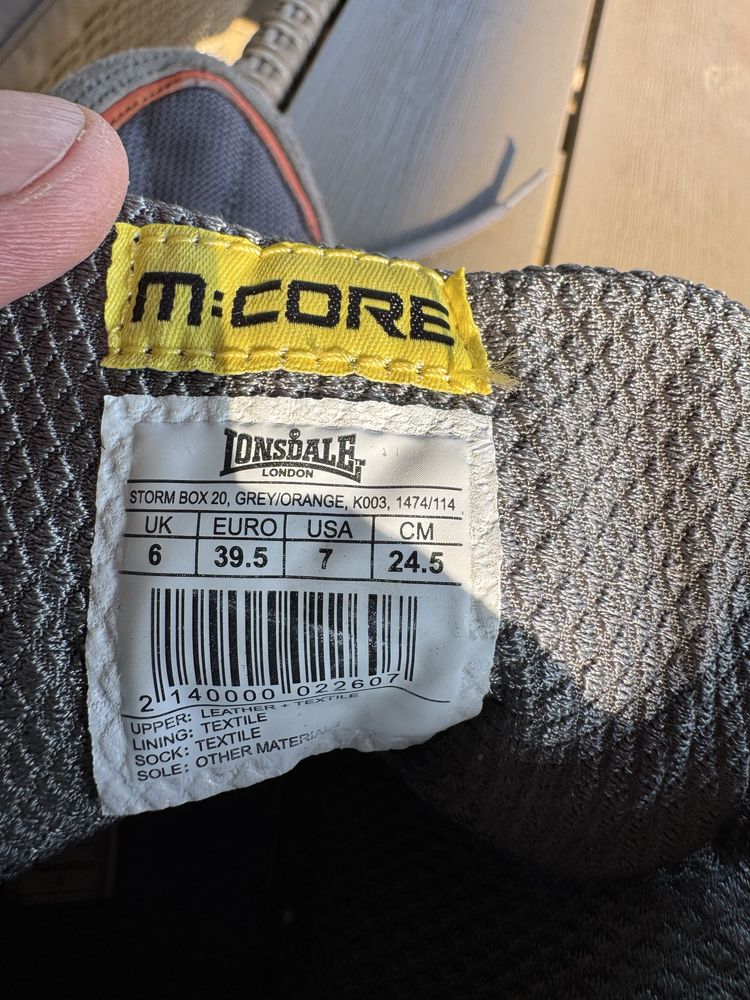 M:CORE
LONSDALE
LONDON
STORM BOX 20, GREY/ORANGE, K003, 1474/114
UK EURO USA CM
6 39.5 7 24.5
2 140000 022607
UPPER: LEATHER + TEXTILE
LINING: TEXTILE
SOCK: TEXTILE
SOLE: OTHER MATERIALS